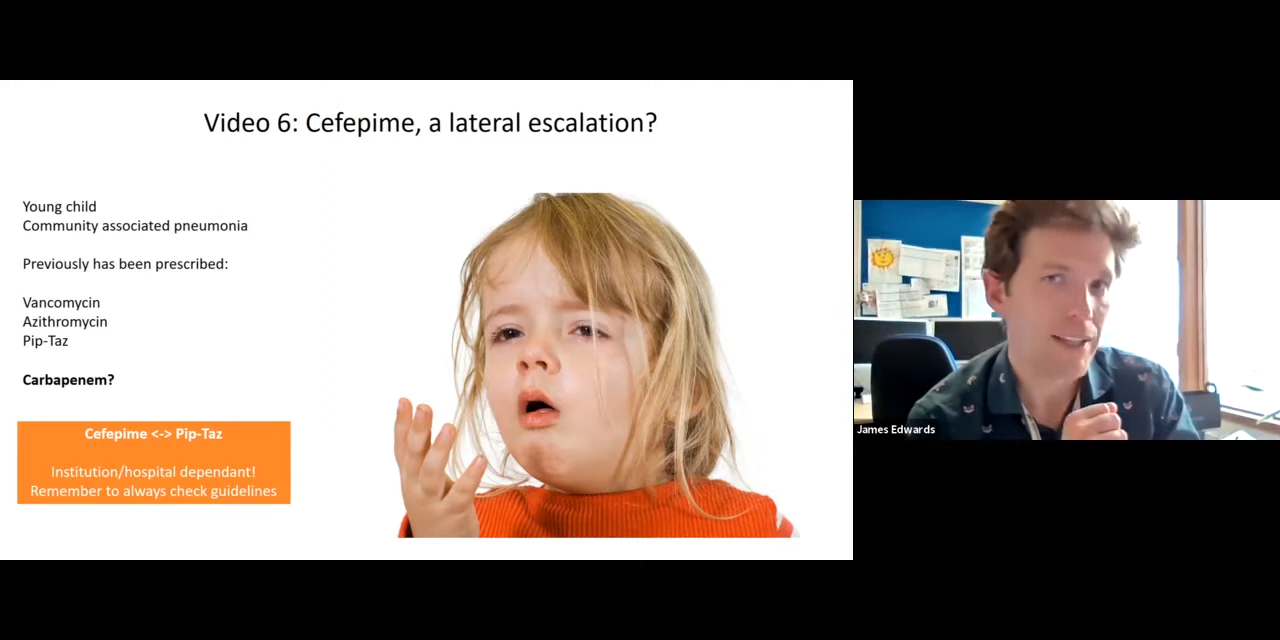 Video 6: Cefepime, a lateral escalation?
Young child
Community associated pneumonia
Previously has been prescribed:
Vancomycin
Azithromycin
Pip-Taz
Carbapenem?
Cefepime <-> Pip-Taz
Institution/hospital dependant!
Remember to always check guidelines
James Edwards